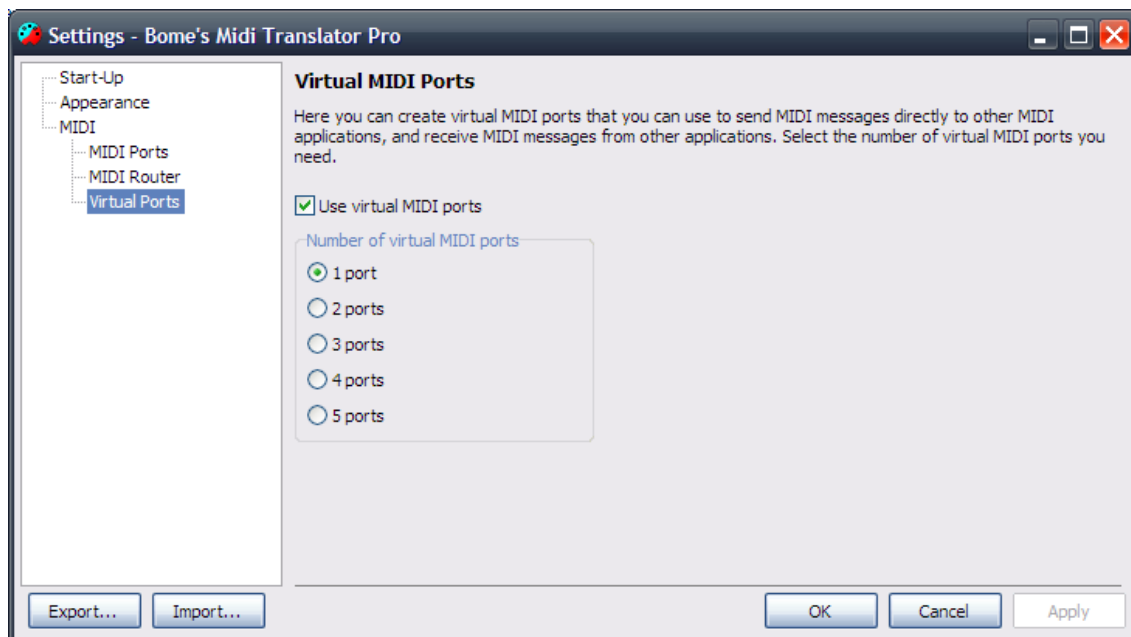 Settings - Bome's Midi Translator Pro
Start-Up
Appearance
MIDI
MIDI Ports
MIDI Router
Virtual Ports
Virtual MIDI Ports
Here you can create virtual MIDI ports that you can use to send MIDI messages directly to other MIDI
applications, and receive MIDI messages from other applications. Select the number of virtual MIDI ports you
need.
Use virtual MIDI ports
Number of virtual MIDI ports
1 port
2 ports
3 ports
4 ports
5 ports
Export...
Import...
OK
Cancel
Apply